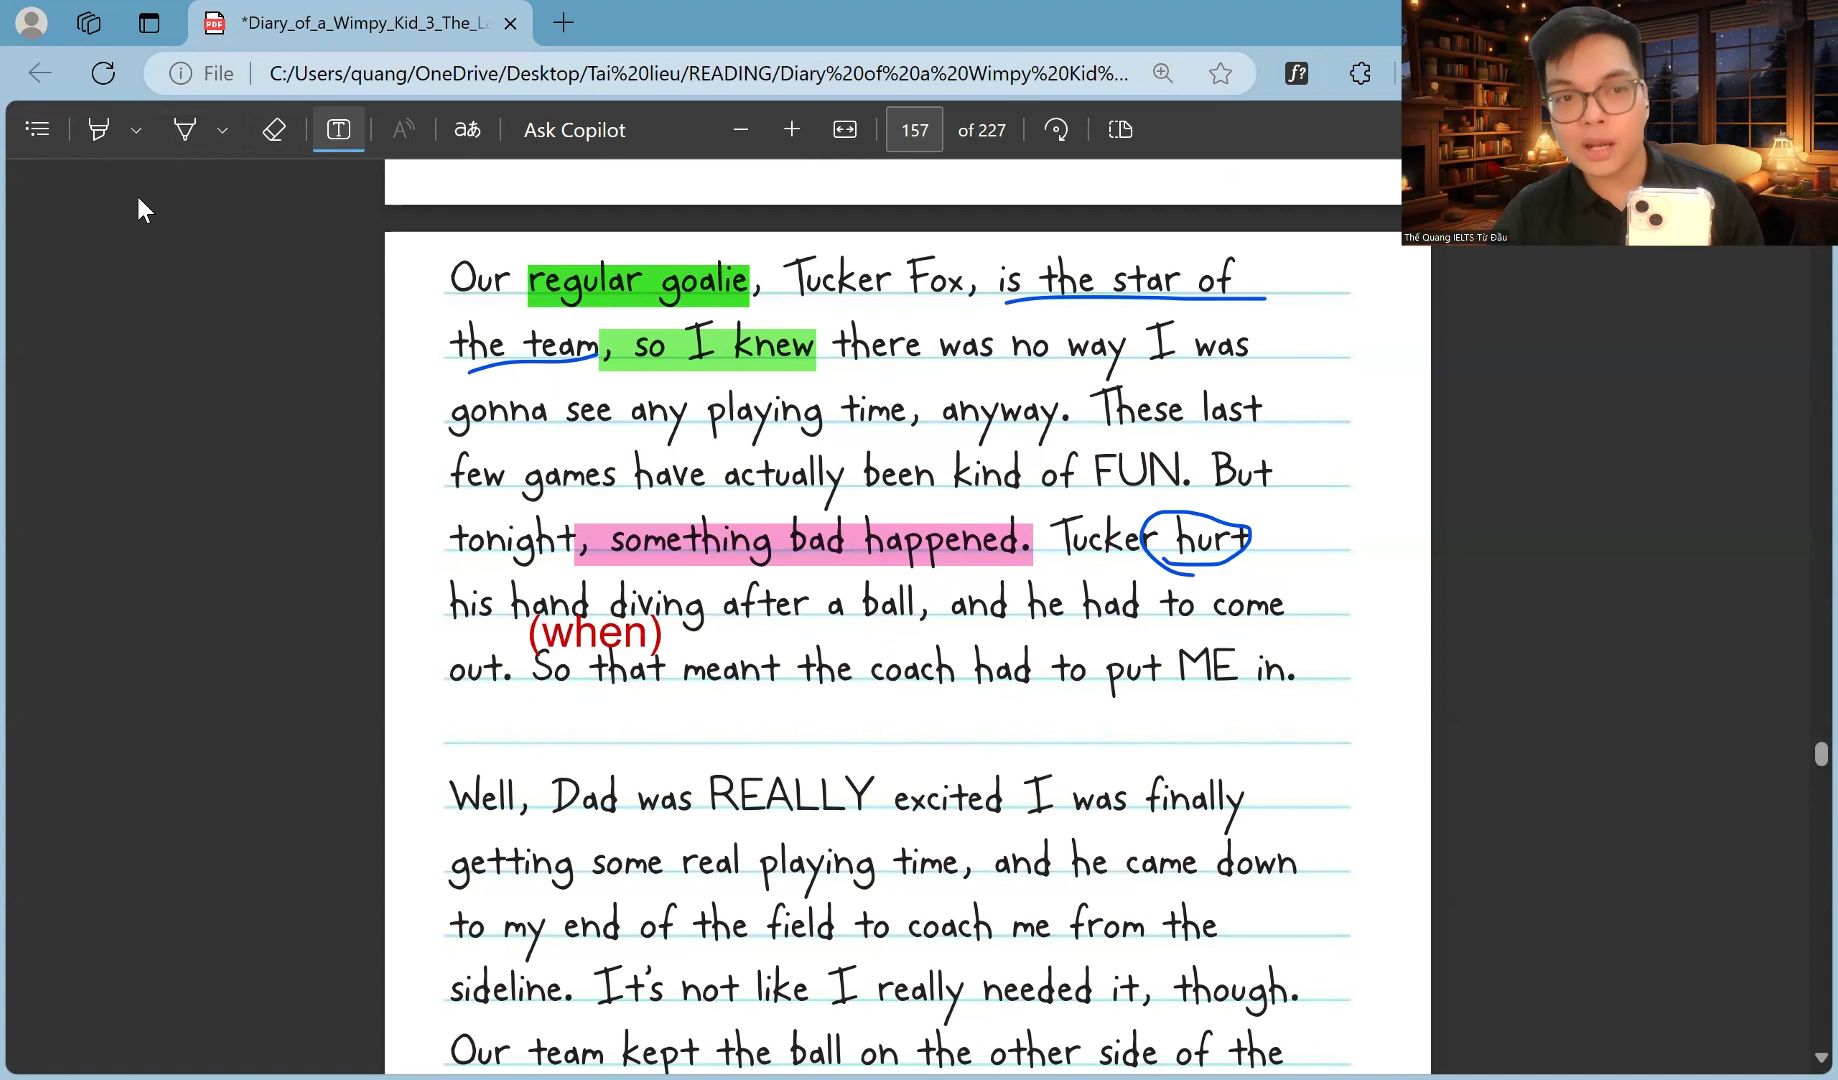 *Diary_of_a_Wimpy_Kid_3_The_La
File
C:/Users/quang/OneDrive/Desktop/Tai%20lieu/READING/Diary%20of%20a%20Wimpy%20Kid%...
Ask Copilot
157 of 227
Thế Quang IELTS Từ Đầu
Our regular goalie, Tucker Fox, is the star of
the team, so I knew there was no way I was
gonna see any playing time, anyway. These last
few games have actually been kind of FUN. But
tonight, something bad happened. Tucker hurt
his hand diving after a ball, and he had to come
(when)
out. So that meant the coach had to put ME in.
Well, Dad was REALLY excited I was finally
getting some real playing time, and he came down
to my end of the field to coach me from the
sideline. It's not like I really needed it, though.
Our team kept the ball on the other side of the